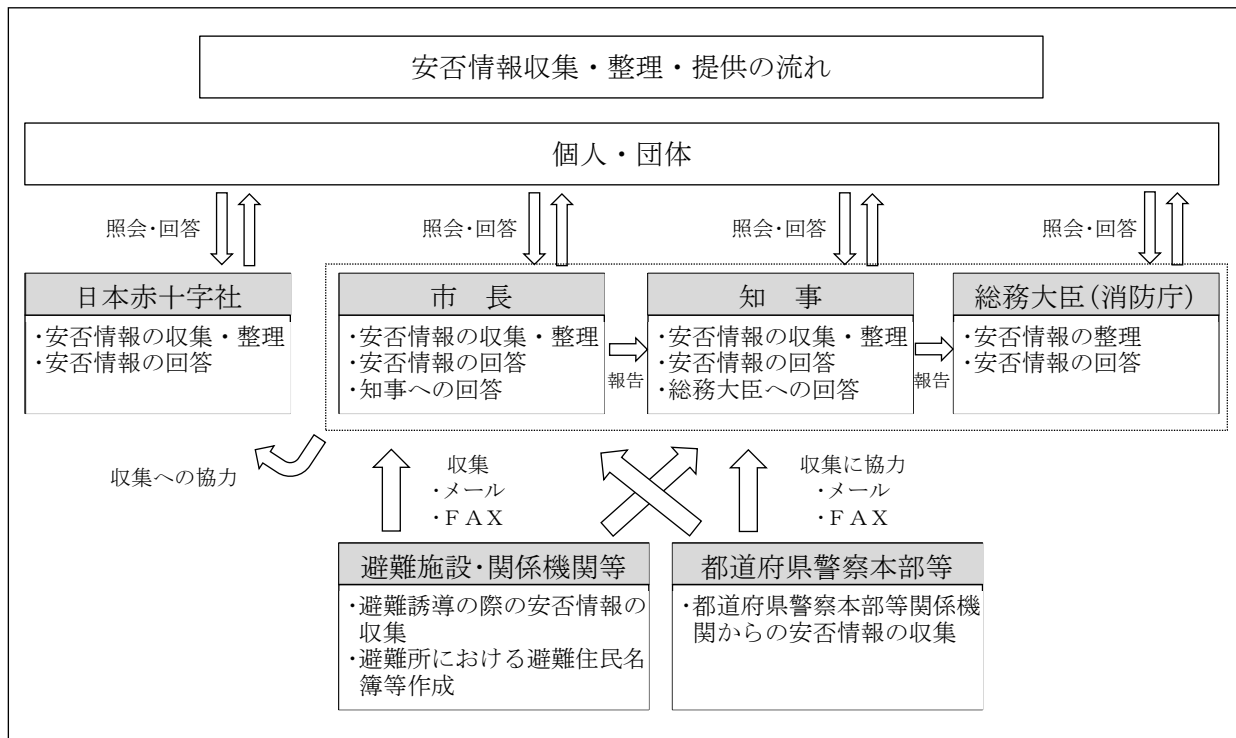 安否情報収集・整理・提供の流れ
個人・団体
照会・回答
照会・回答
照会・回答
照会・回答
日本赤十字社
・安否情報の収集・整理
・安否情報の回答
市 長
・安否情報の収集・整理
・安否情報の回答
・知事への回答
報告
知 事
・安否情報の収集・整理
・安否情報の回答
・総務大臣への回答
報告
総務大臣(消防庁)
・安否情報の整理
・安否情報の回答
収集への協力
収集
・メール
・FAX
収集に協力
・メール
・FAX
避難施設・関係機関等
・避難誘導の際の安否情報の
収集
・避難所における避難住民名
簿等作成
都道府県警察本部等
・都道府県警察本部等関係機
関からの安否情報の収集